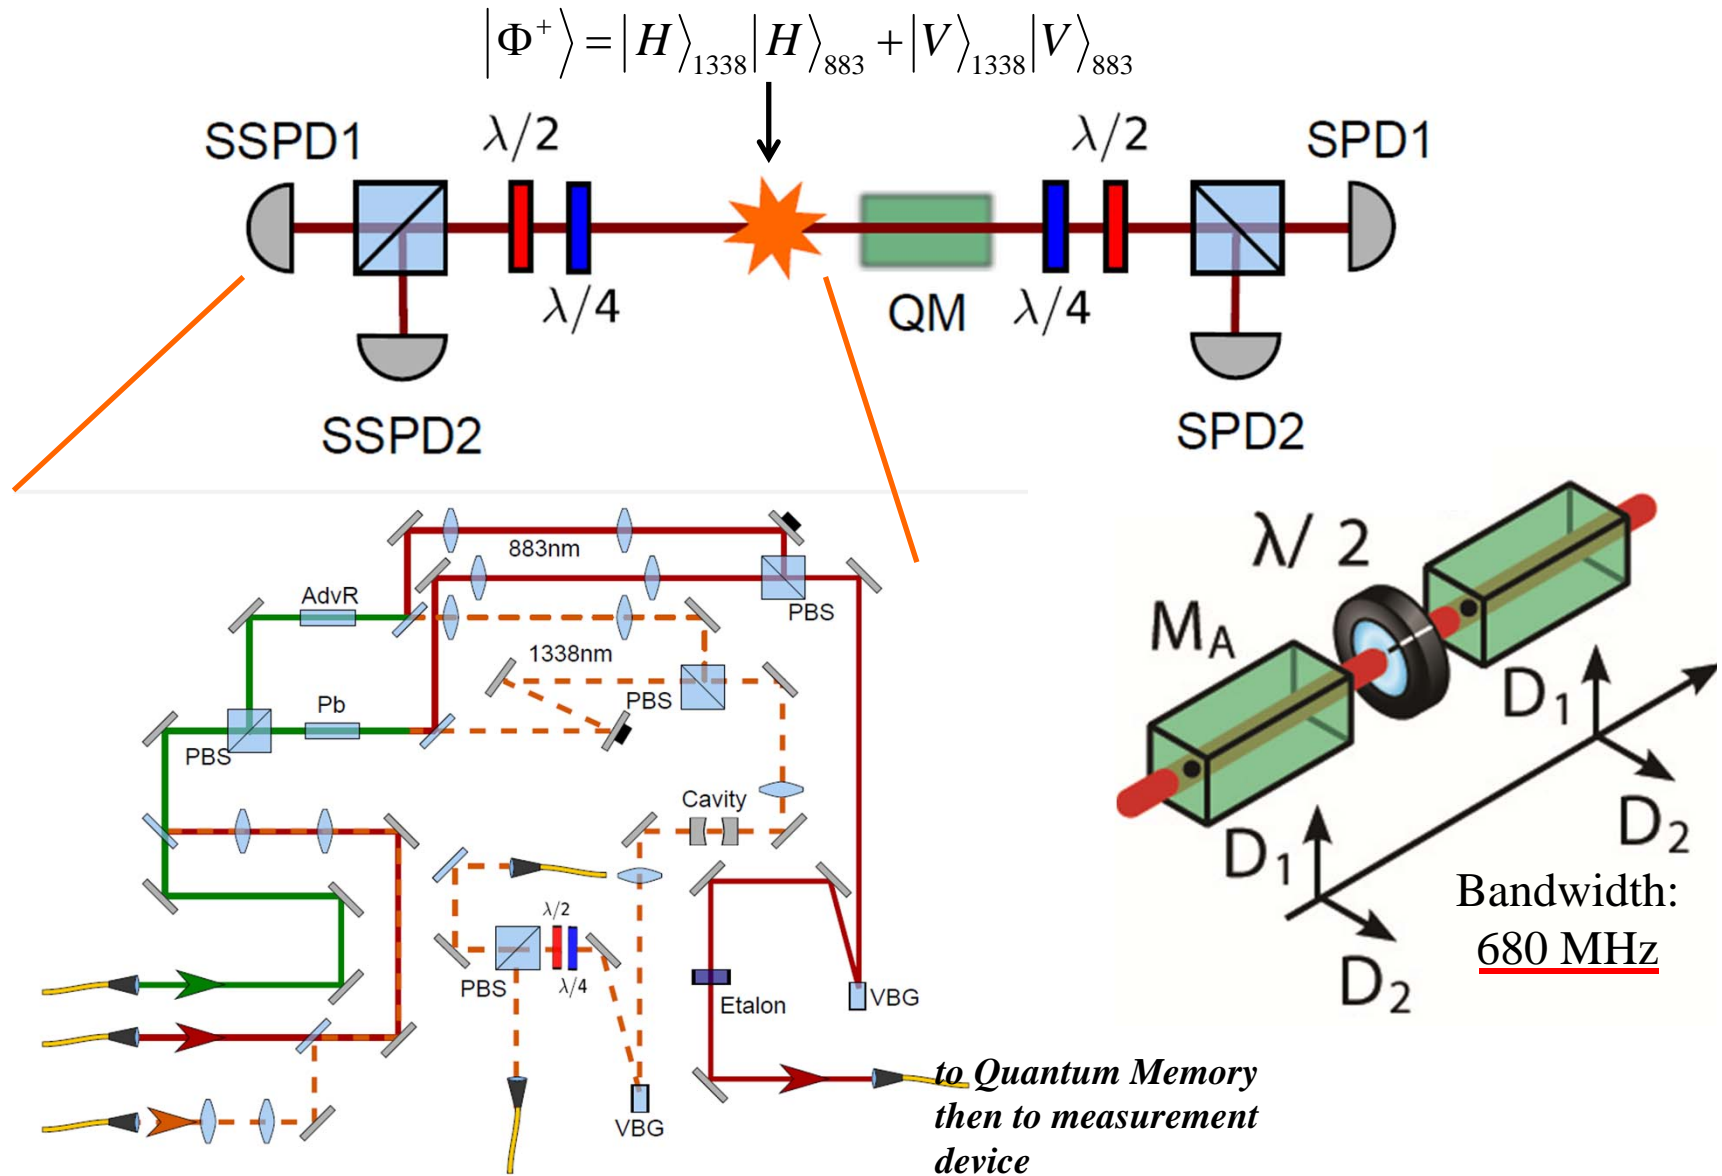 |Φ⁺⟩ = |H⟩₁₃₃₈|H⟩₈₈₃ + |V⟩₁₃₃₈|V⟩₈₈₃
SSPD1
λ/2
λ/2
SPD1
λ/4
QM
λ/4
SSPD2
SPD2
883nm
AdvR
PBS
1338nm
PBS
Pb
PBS
Cavity
λ/2
PBS
λ/4
Etalon
VBG
VBG
to Quantum Memory
then to measurement
device
λ/ 2
M_A
D₁
D₂
D₁
D₂
Bandwidth:
680 MHz